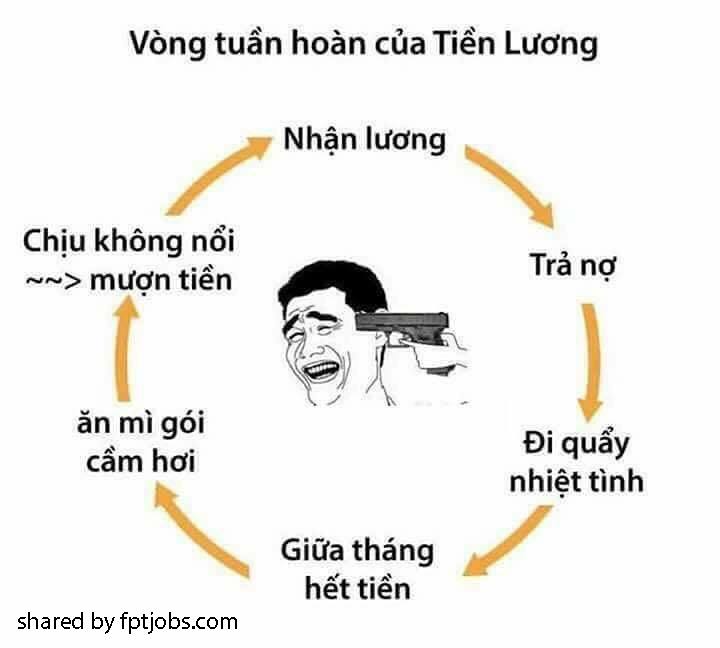 Vòng tuần hoàn của Tiền Lương
Nhận lương
Trả nợ
Đi quẩy
nhiệt tình
Giữa tháng
hết tiền
ăn mì gói
cầm hơi
Chịu không nổi
~~> mượn tiền
shared by fptjobs.com